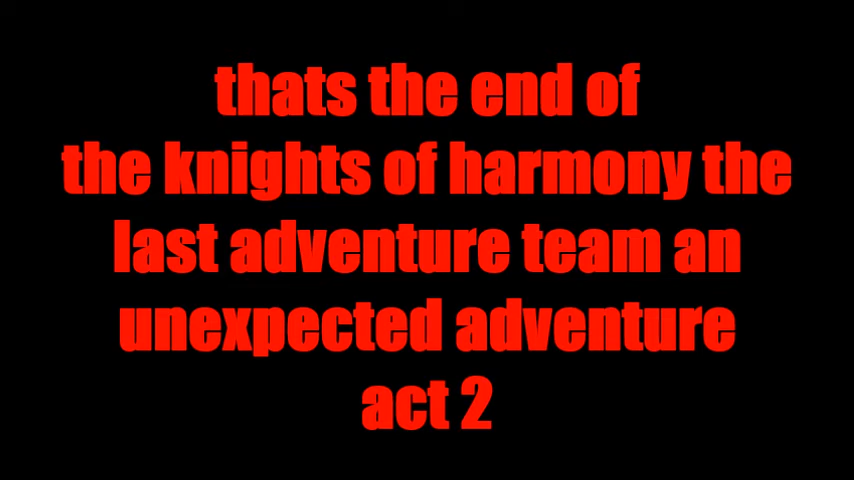 thats the end of
the knights of harmony the
last adventure team an
unexpected adventure
act 2